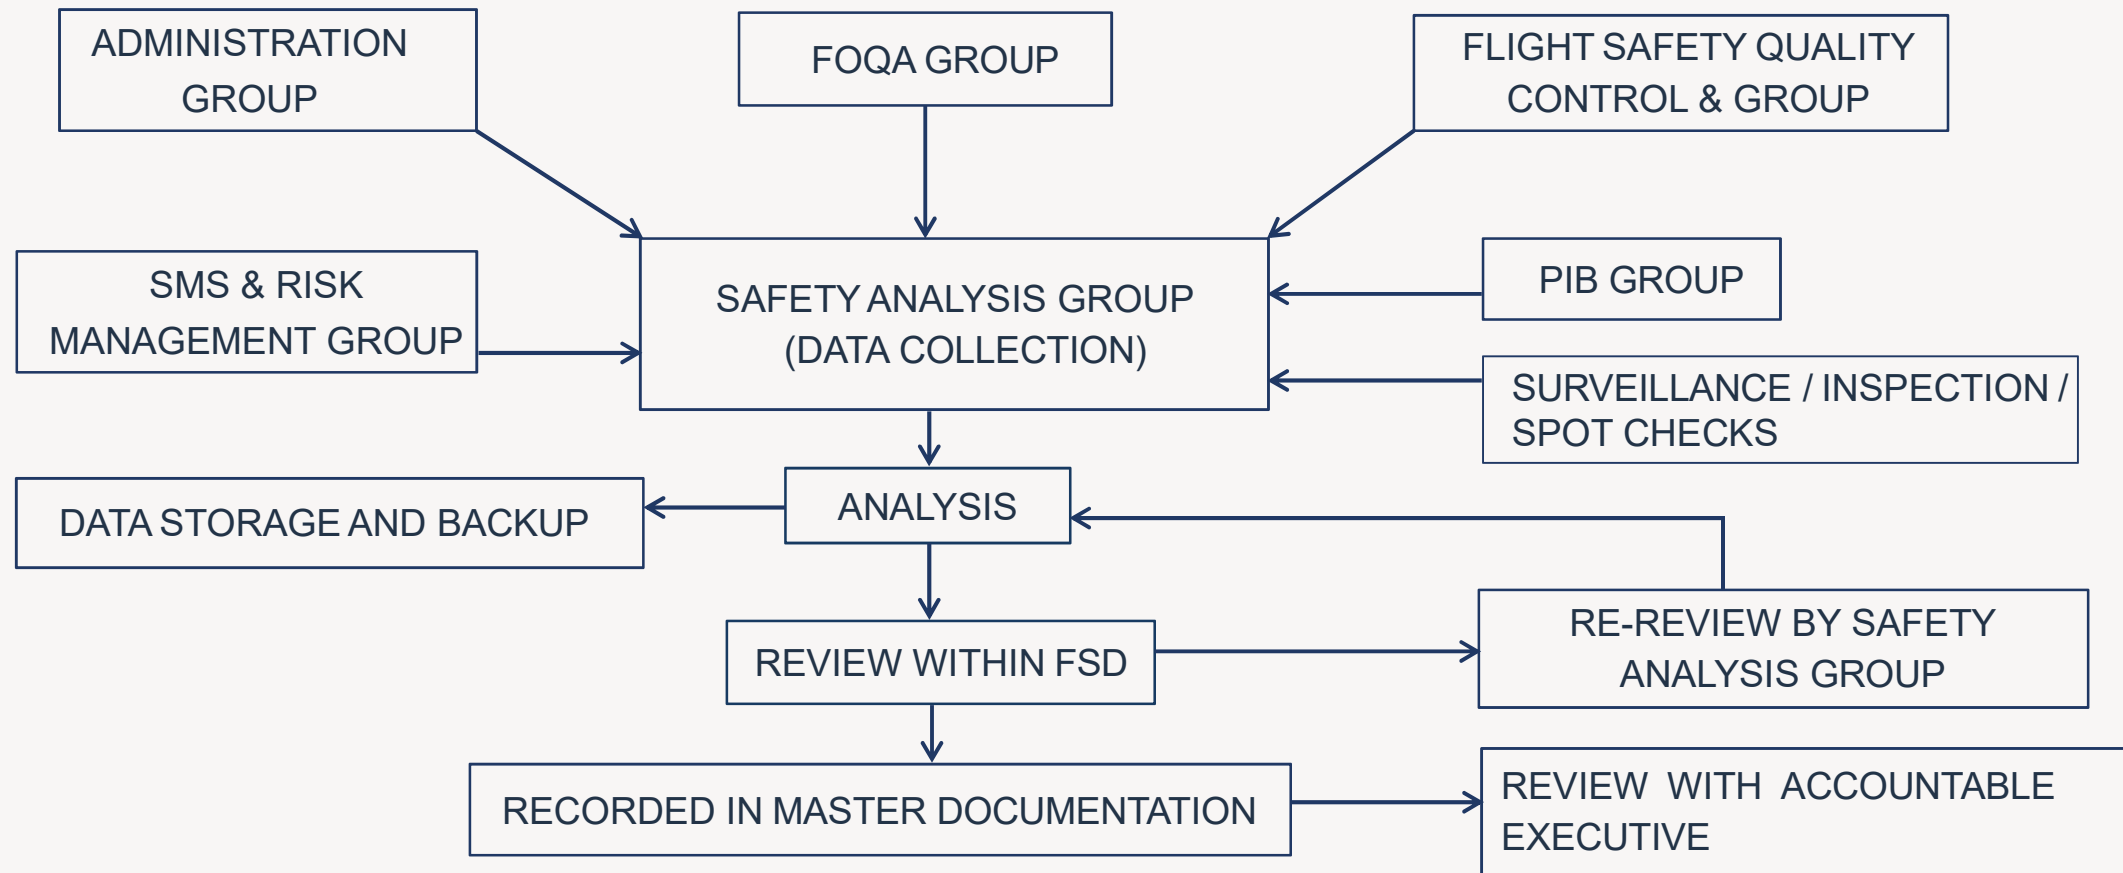 ADMINISTRATION
GROUP
FOQA GROUP
FLIGHT SAFETY QUALITY
CONTROL & GROUP
SMS & RISK
MANAGEMENT GROUP
SAFETY ANALYSIS GROUP
(DATA COLLECTION)
PIB GROUP
SURVEILLANCE / INSPECTION /
SPOT CHECKS
DATA STORAGE AND BACKUP
ANALYSIS
REVIEW WITHIN FSD
RE-REVIEW BY SAFETY
ANALYSIS GROUP
RECORDED IN MASTER DOCUMENTATION
REVIEW WITH ACCOUNTABLE
EXECUTIVE